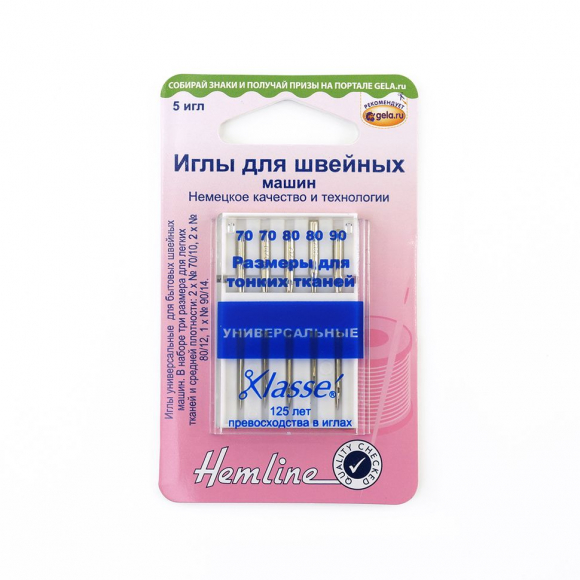 СОБИРАЙ ЗНАКИ И ПОЛУЧАЙ ПРИЗЫ НА ПОРТАЛЕ GELA.ru
5 игл
РЕКОМЕНДУЕТ
gela.ru
Иглы для швейных
машин
Немецкое качество и технологии
70 70 80 80 90
Размеры для
тонких тканей
УНИВЕРСАЛЬНЫЕ
Klasse'®
125 лет
превосходства в иглах
Иглы универсальные для бытовых швейных
машин. В наборе три размера для легких
тканей и средней плотности: 2 x № 70/10, 2 x №
80/12, 1 x № 90/14.
Hemline
QUALITY CHECKED